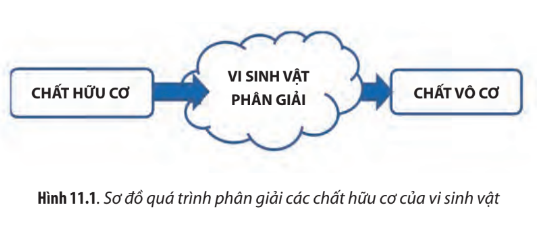 CHẤT HỮU CƠ
VI SINH VẬT
PHÂN GIẢI
CHẤT VÔ CƠ
Hình 11.1. Sơ đồ quá trình phân giải các chất hữu cơ của vi sinh vật